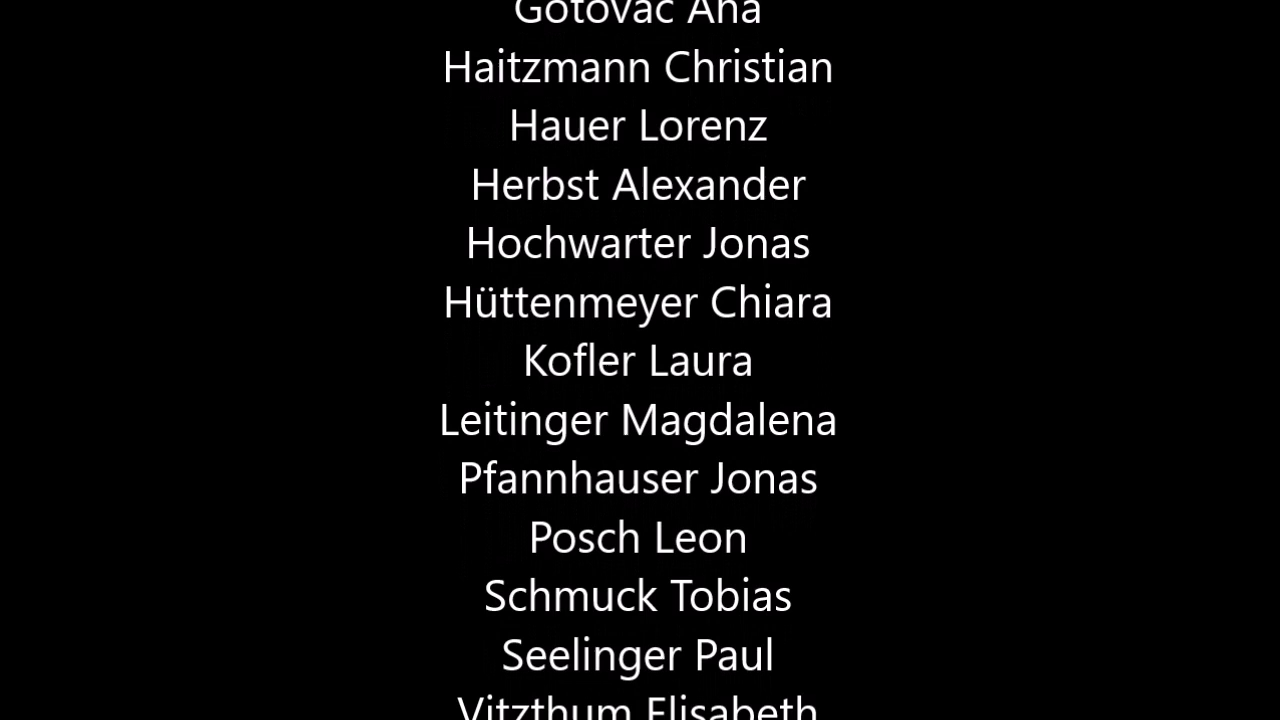 Gotovac Ana
Haitzmann Christian
Hauer Lorenz
Herbst Alexander
Hochwarter Jonas
Hüttenmeyer Chiara
Kofler Laura
Leitinger Magdalena
Pfannhauser Jonas
Posch Leon
Schmuck Tobias
Seelinger Paul
Vitzthum Elisabeth